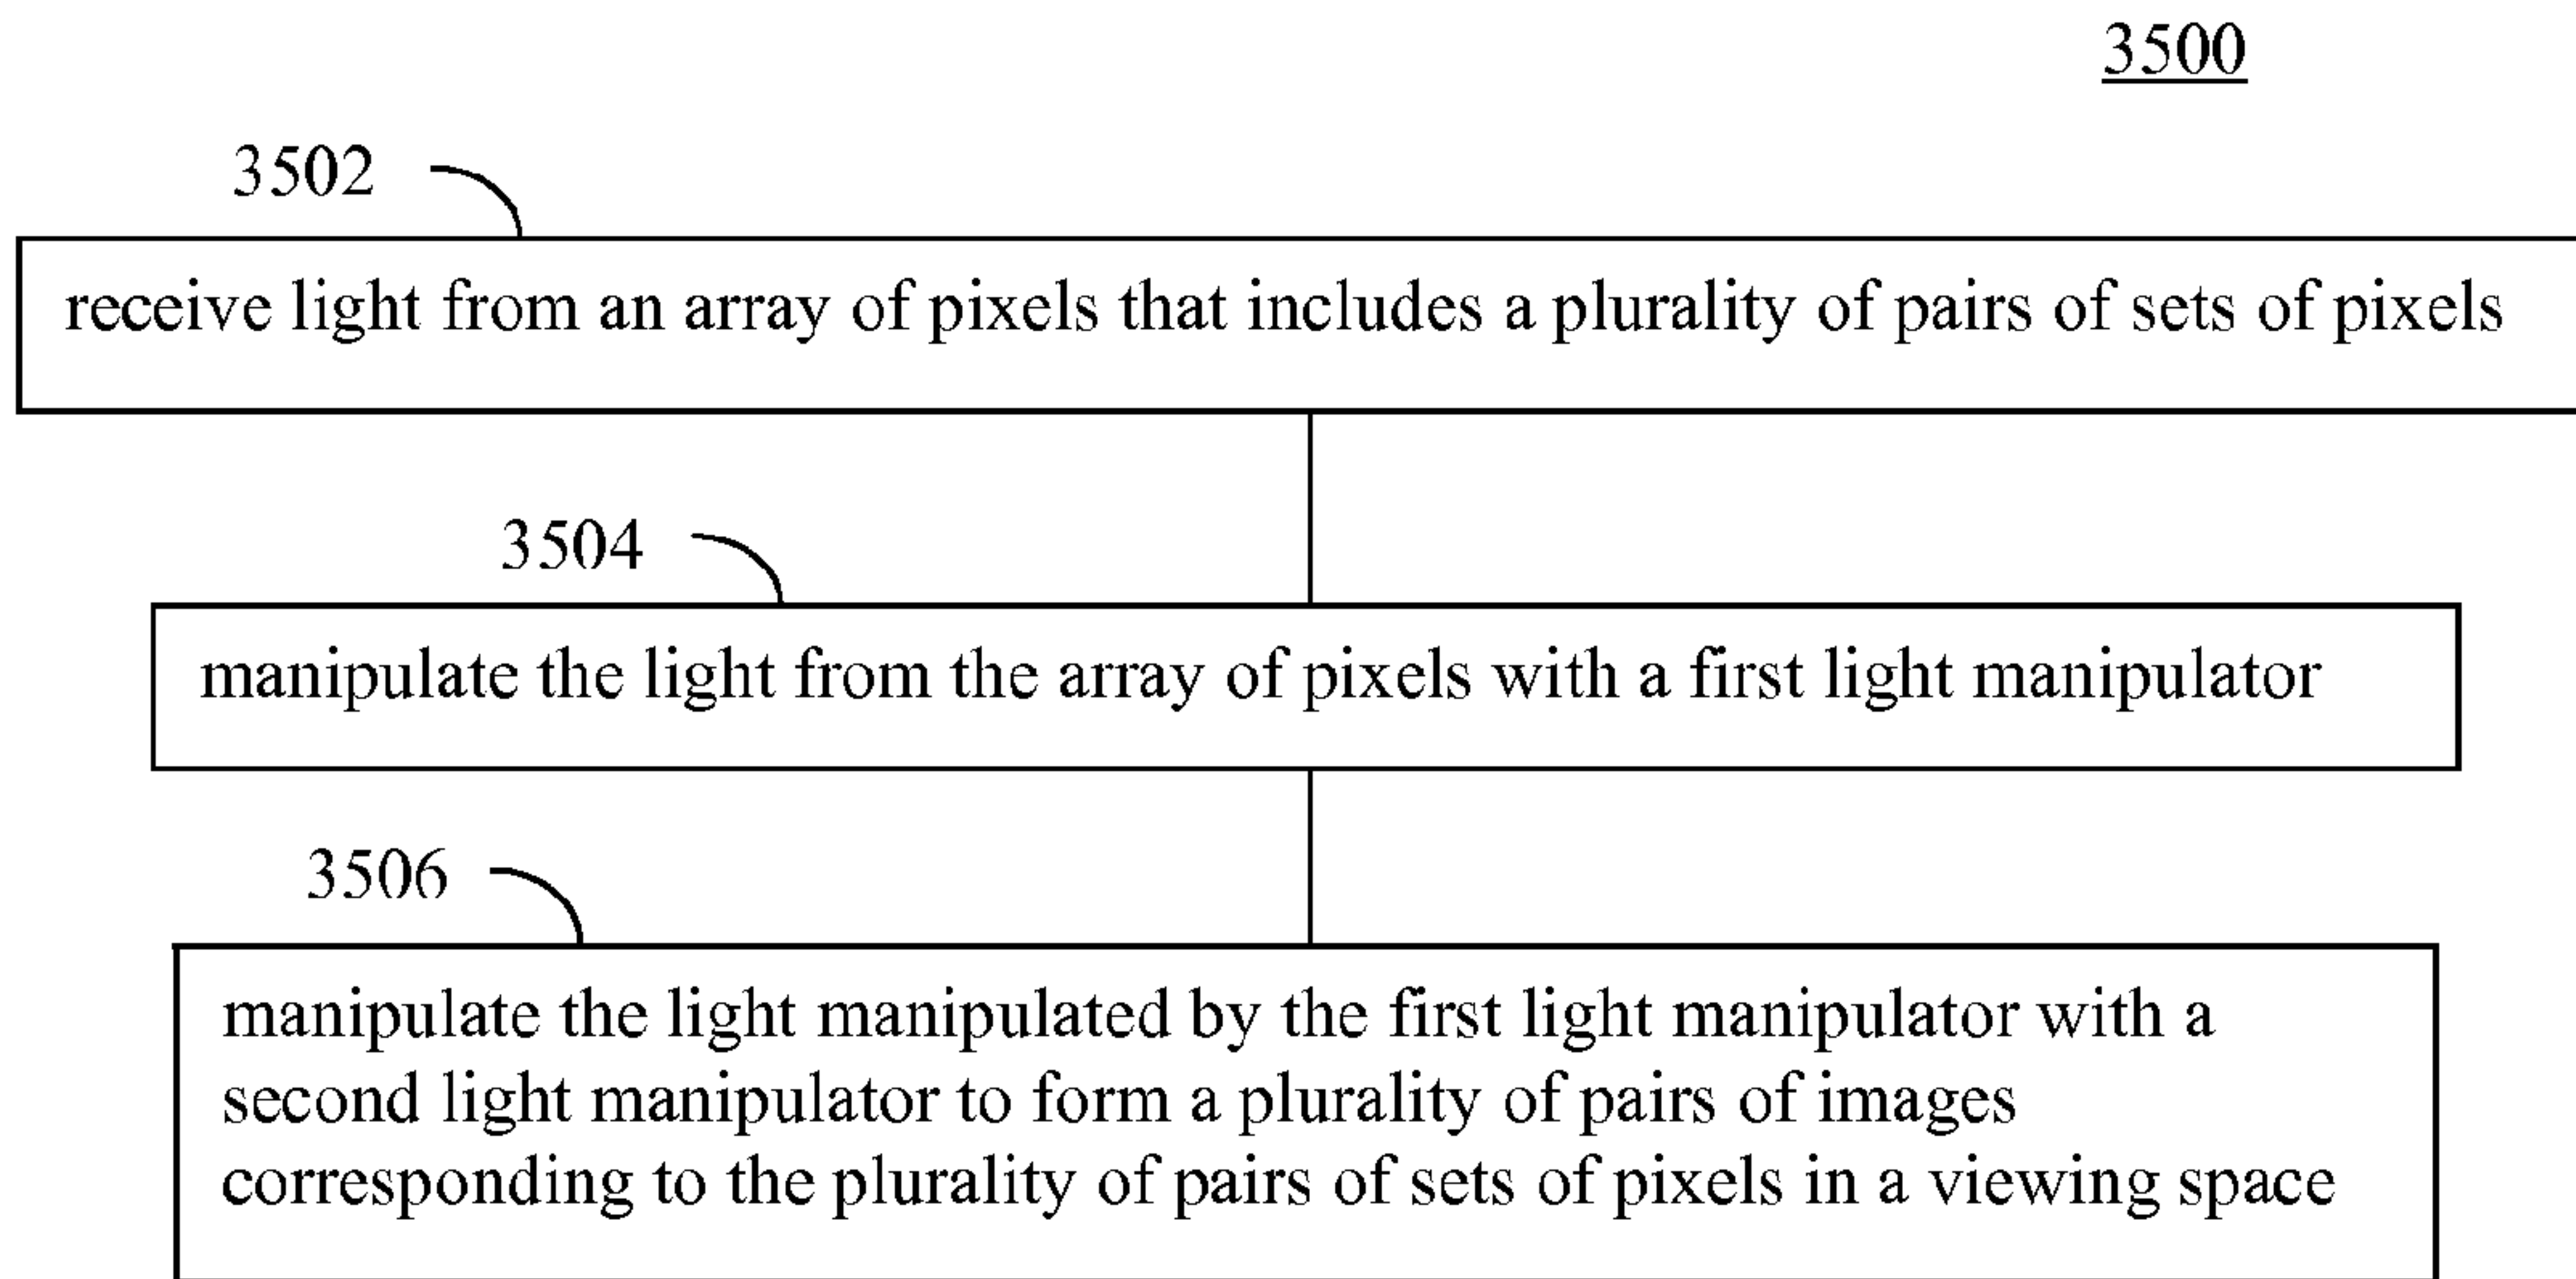 3500
3502
receive light from an array of pixels that includes a plurality of pairs of sets of pixels
3504
manipulate the light from the array of pixels with a first light manipulator
3506
manipulate the light manipulated by the first light manipulator with a
second light manipulator to form a plurality of pairs of images
corresponding to the plurality of pairs of sets of pixels in a viewing space